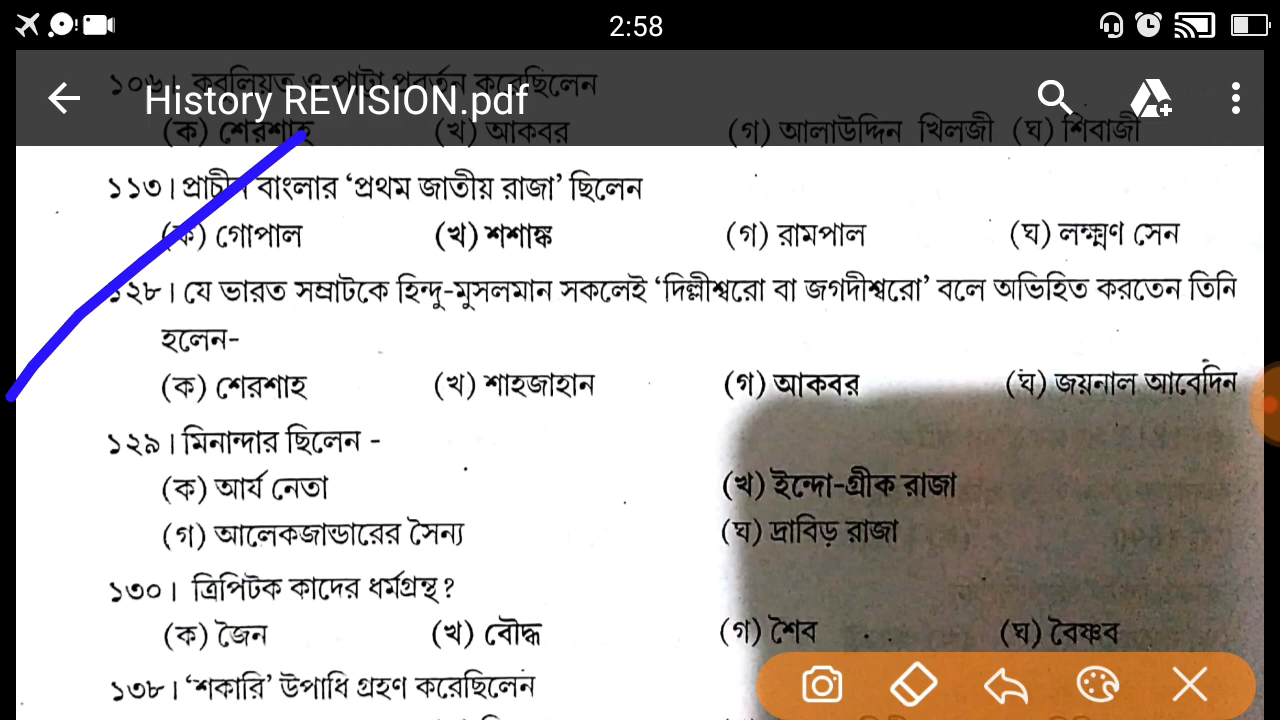 2:58
History REVISION.pdf
১০৬। কবুলিয়ত ও পাট্টা প্রবর্তন করেছিলেন
(ক) শেরশাহ (খ) আকবর (গ) আলাউদ্দিন খিলজী (ঘ) শিবাজী
১১৩। প্রাচীন বাংলার ‘প্রথম জাতীয় রাজা’ ছিলেন
(ক) গোপাল (খ) শশাঙ্ক (গ) রামপাল (ঘ) লক্ষ্মণ সেন
১২৮। যে ভারত সম্রাটকে হিন্দু-মুসলমান সকলেই ‘দিল্লীশ্বরো বা জগদীশ্বরো’ বলে অভিহিত করতেন তিনি
হলেন-
(ক) শেরশাহ (খ) শাহজাহান (গ) আকবর (ঘ) জয়নাল আবেদিন
১২৯। মিনান্দার ছিলেন -
(ক) আর্য নেতা (খ) ইন্দো-গ্রীক রাজা
(গ) আলেকজান্ডারের সৈন্য (ঘ) দ্রাবিড় রাজা
১৩০। ত্রিপিটক কাদের ধর্মগ্রন্থ?
(ক) জৈন (খ) বৌদ্ধ (গ) শৈব (ঘ) বৈষ্ণব
১৩৮। ‘শকারি’ উপাধি গ্রহণ করেছিলেন